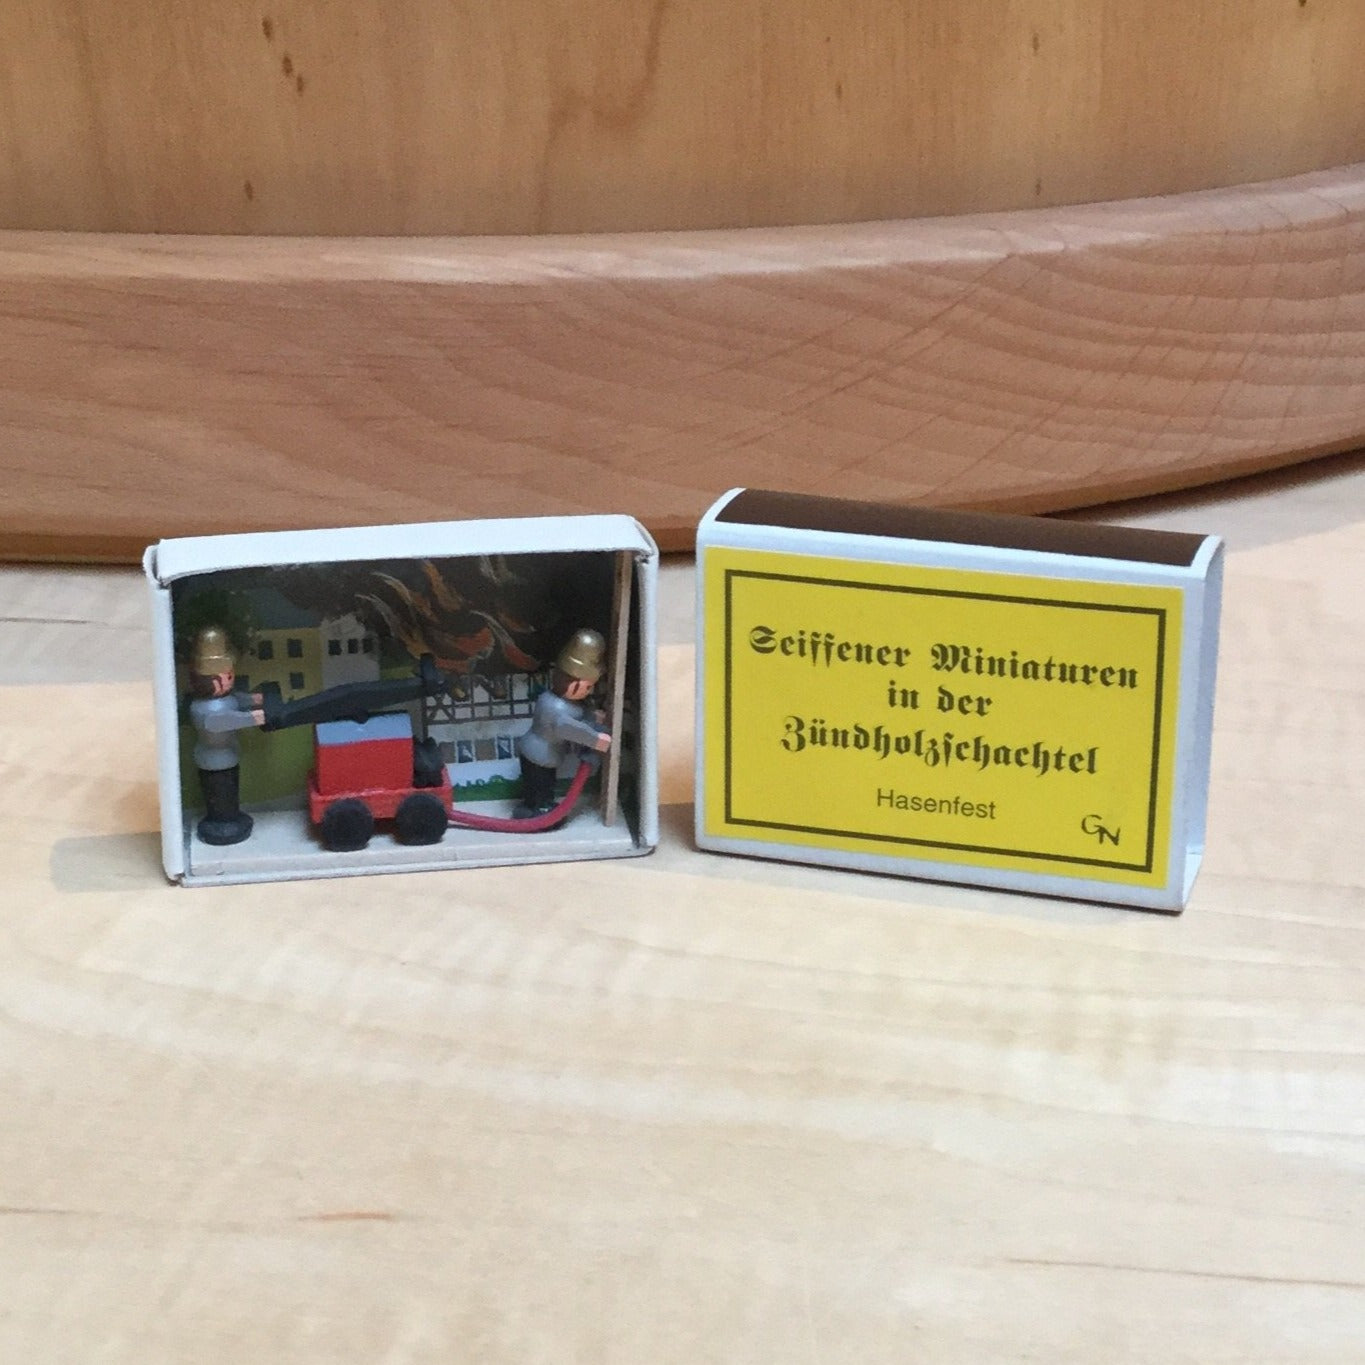 Seiffener Miniaturen
in der
Zündholzschachtel
Hasenfest
GN